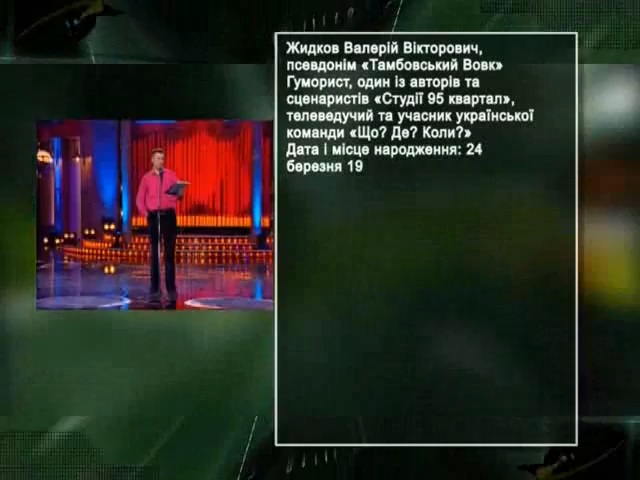 Жидков Валерій Вікторович,
псевдонім «Тамбовський Вовк»
Гуморист, один із авторів та
сценаристів «Студії 95 квартал»,
телеведучий та учасник української
команди «Що? Де? Коли?»
Дата і місце народження: 24
березня 19